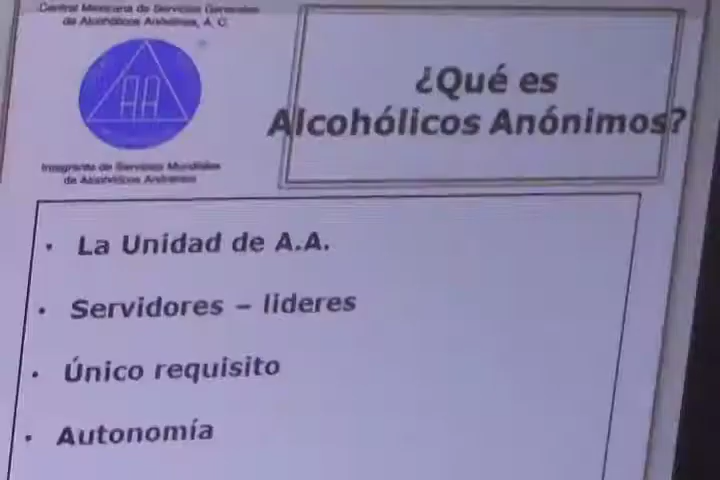 Central Mexicana de Servicios Generales
de Alcohólicos Anónimos, A. C.
AA
Integrante de Servicios Mundiales
de Alcohólicos Anónimos
¿Qué es
Alcohólicos Anónimos?
• La Unidad de A.A.
• Servidores – lideres
• Único requisito
• Autonomía